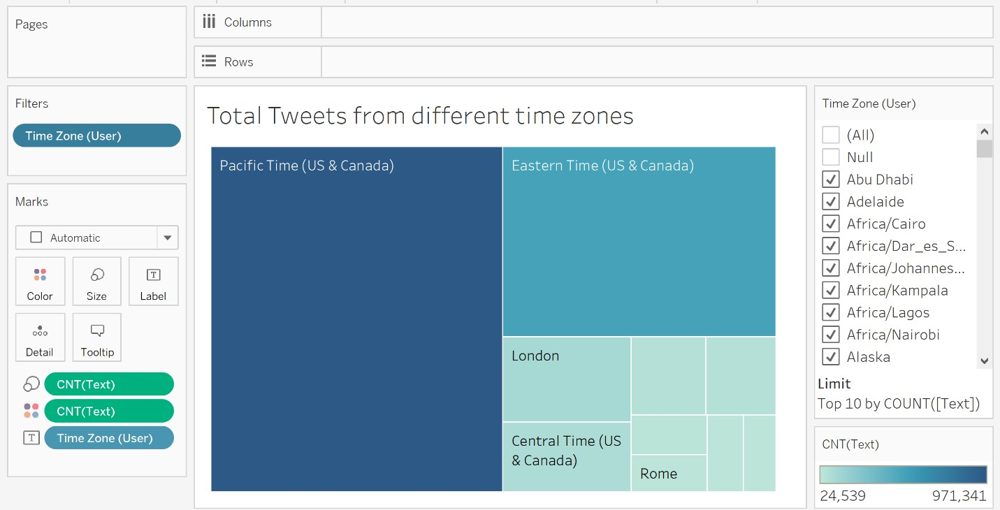 Pages
Columns
Rows
Filters
Time Zone (User)
Marks
Automatic
Color
Size
Label
Detail
Tooltip
CNT(Text)
CNT(Text)
Time Zone (User)
Total Tweets from different time zones
Pacific Time (US & Canada)
Eastern Time (US & Canada)
London
Central Time (US
& Canada)
Rome
Time Zone (User)
(All)
Null
Abu Dhabi
Adelaide
Africa/Cairo
Africa/Dar_es_S...
Africa/Johannes...
Africa/Kampala
Africa/Lagos
Africa/Nairobi
Alaska
Limit
Top 10 by COUNT([Text])
CNT(Text)
24,539 971,341